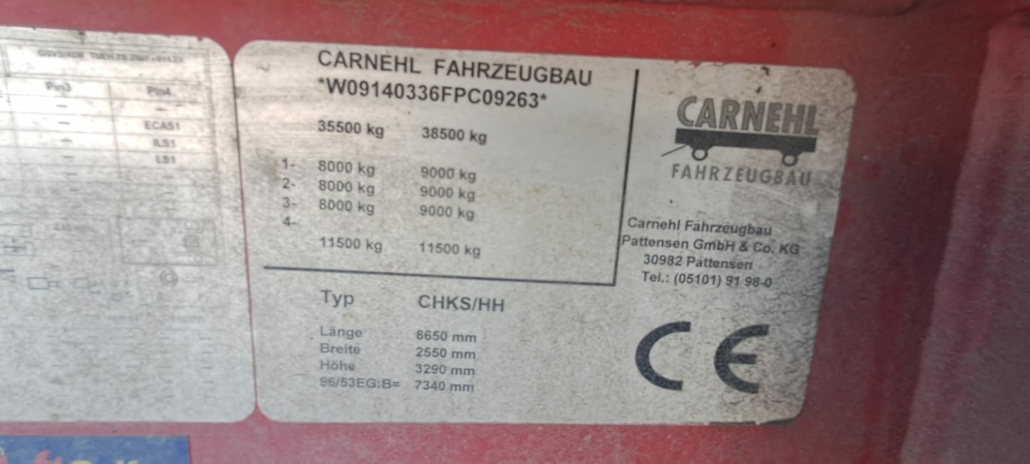 Pin3 Pin4
— —
— ECAS1
— ILS1
— LS1
— —
CARNEHL FAHRZEUGBAU
*W09140336FPC09263*
35500 kg 38500 kg
1- 8000 kg 9000 kg
2- 8000 kg 9000 kg
3- 8000 kg 9000 kg
4-
11500 kg 11500 kg
Typ CHKS/HH
Länge 8650 mm
Breite 2550 mm
Höhe 3290 mm
96/53EG:B= 7340 mm
CARNEHL
FAHRZEUGBAU
Carnehl Fahrzeugbau
Pattensen GmbH & Co. KG
30982 Pattensen
Tel.: (05101) 91 98-0
CE